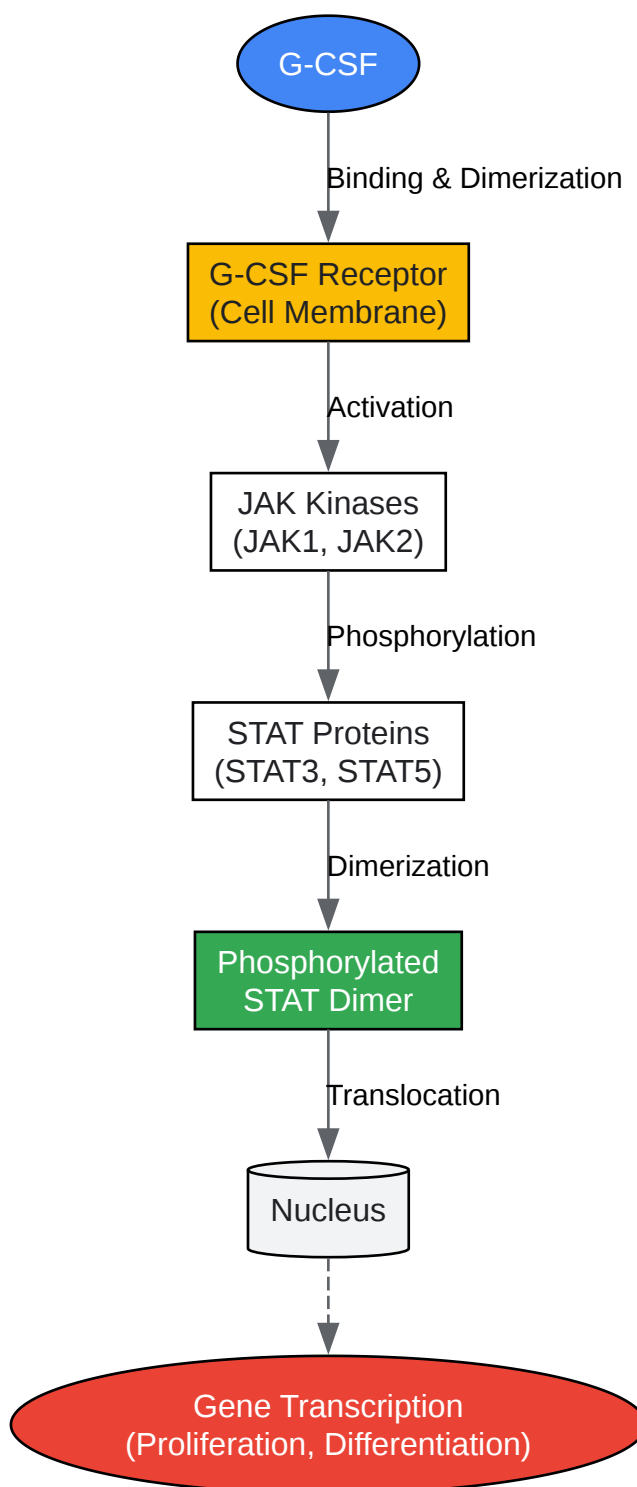 G-CSF
Binding & Dimerization
G-CSF Receptor
(Cell Membrane)
Activation
JAK Kinases
(JAK1, JAK2)
Phosphorylation
STAT Proteins
(STAT3, STAT5)
Dimerization
Phosphorylated
STAT Dimer
Translocation
Nucleus
Gene Transcription
(Proliferation, Differentiation)